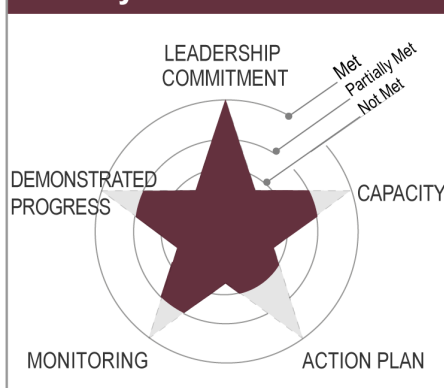 LEADERSHIP
COMMITMENT
Met
Partially Met
Not Met
DEMONSTRATED
PROGRESS
CAPACITY
MONITORING
ACTION PLAN